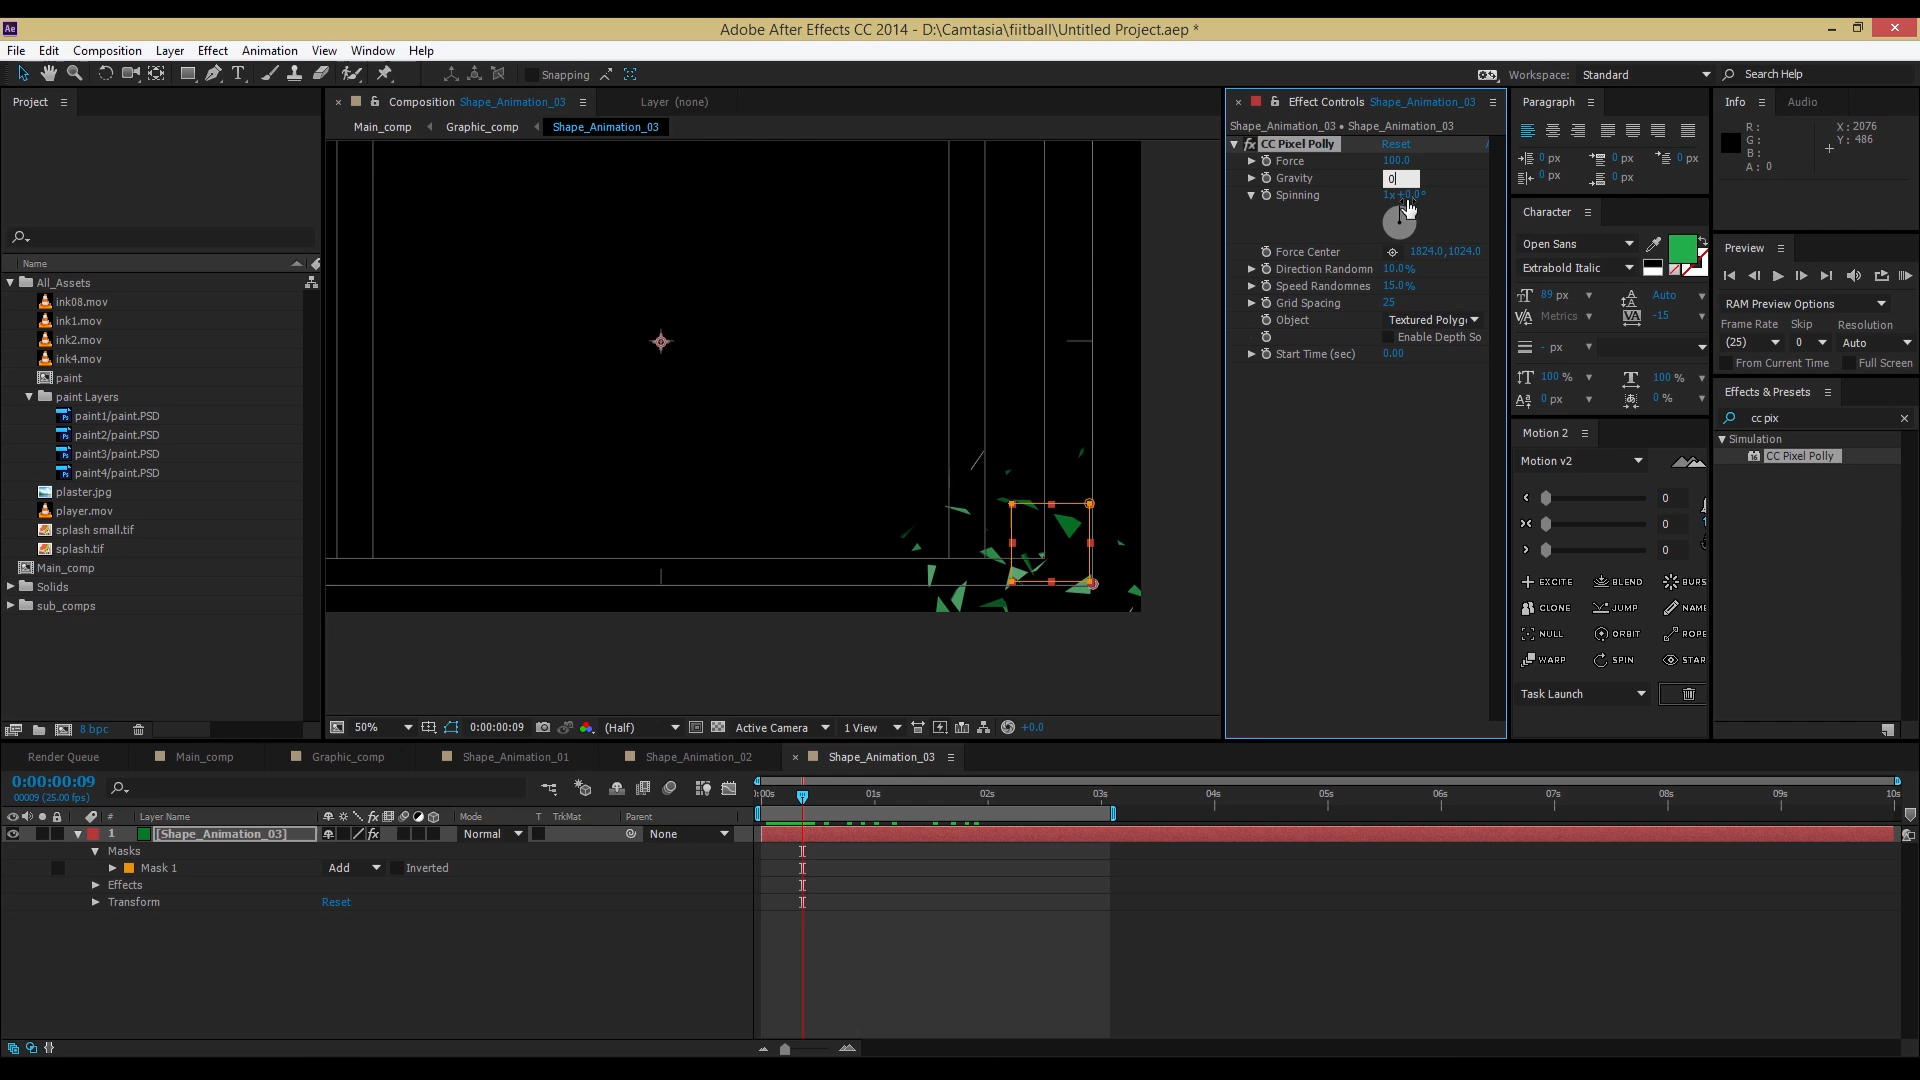 Adobe After Effects CC 2014 - D:\Camtasia\fiitball\Untitled Project.aep *
File Edit Composition Layer Effect Animation View Window Help
Snapping Workspace: Standard Search Help
Project
Composition Shape_Animation_03 Layer (none)
Main_comp Graphic_comp Shape_Animation_03
Name
All_Assets
ink08.mov
ink1.mov
ink2.mov
ink4.mov
paint
paint Layers
paint1/paint.PSD
paint2/paint.PSD
paint3/paint.PSD
paint4/paint.PSD
plaster.jpg
player.mov
splash small.tif
splash.tif
Main_comp
Solids
sub_comps
8 bpc
50% 0:00:00:09 (Half) Active Camera 1 View +0.0
Effect Controls Shape_Animation_03
Shape_Animation_03 • Shape_Animation_03
fx CC Pixel Polly Reset
Force 100.0
Gravity 0
Spinning 1x+0.0°
Force Center 1824.0,1024.0
Direction Randomn 10.0%
Speed Randomnes 15.0%
Grid Spacing 25
Object Textured Polyg
Enable Depth So
Start Time (sec) 0.00
Paragraph
0 px 0 px 0 px
0 px 0 px
Character
Open Sans
Extrabold Italic
89 px Auto
Metrics -15
- px
100 % 100 %
0 px 0 %
Motion 2
Motion v2
0
0
0
EXCITE BLEND BURS
CLONE JUMP NAME
NULL ORBIT ROPE
WARP SPIN STAR
Task Launch
Info Audio
R: X: 2076
G: Y: 486
B:
A: 0
Preview
RAM Preview Options
Frame Rate Skip Resolution
(25) 0 Auto
From Current Time Full Screen
Effects & Presets
cc pix
Simulation
CC Pixel Polly
Render Queue Main_comp Graphic_comp Shape_Animation_01 Shape_Animation_02 Shape_Animation_03
0:00:00:09
00009 (25.00 fps)
# Layer Name Mode T TrkMat Parent
1 [Shape_Animation_03] Normal None
Masks
Mask 1 Add Inverted
Effects
Transform Reset
01s 02s 03s 04s 05s 06s 07s 08s 09s 10s